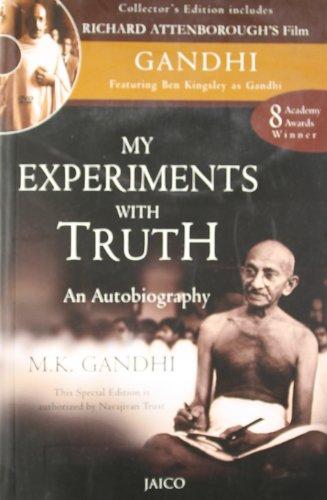 Collector's Edition includes
RICHARD ATTENBOROUGH'S Film
GANDHI
Featuring Ben Kingsley as Gandhi
DVD
8 Academy
Awards
Winner
MY
EXPERIMENTS
WITH
TRUTH
An Autobiography
M.K. GANDHI
This Special Edition is
authorized by Navajivan Trust
JAICO